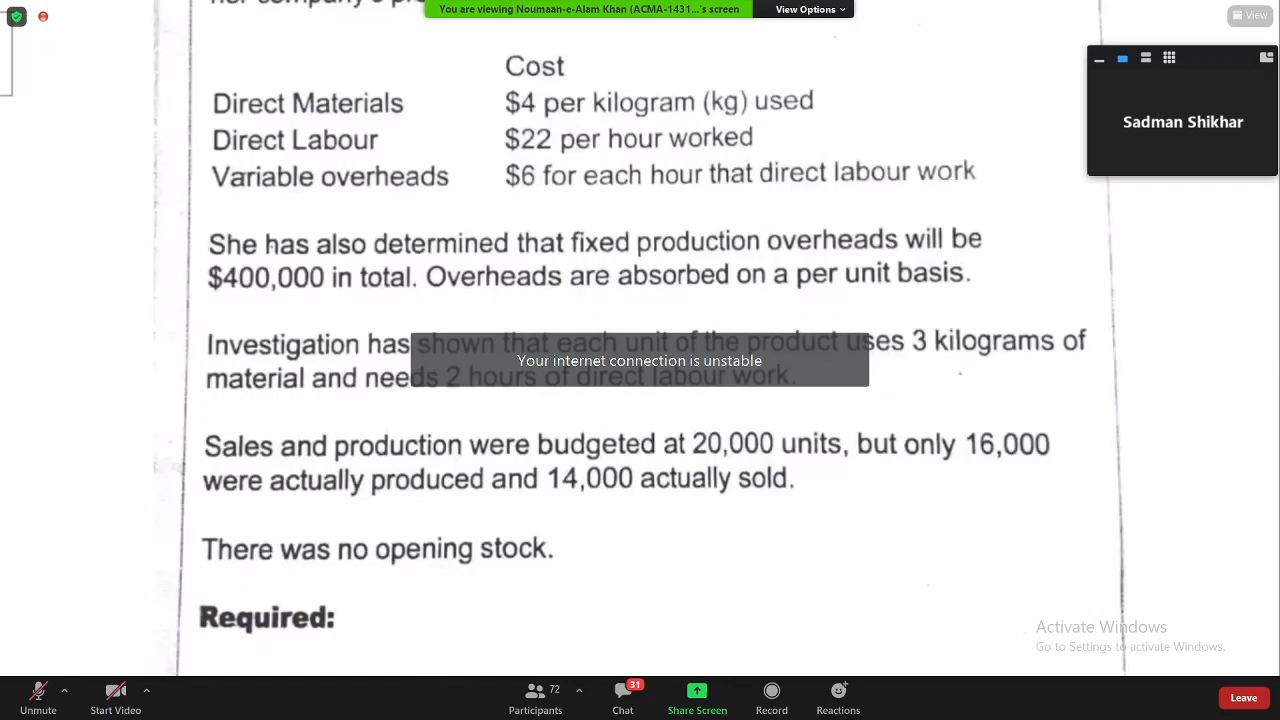 You are viewing Noumaan-e-Alam Khan (ACMA-1431...'s screen
View Options
View
Cost
Sadman Shikhar
Direct Materials $4 per kilogram (kg) used
Direct Labour $22 per hour worked
Variable overheads $6 for each hour that direct labour work
She has also determined that fixed production overheads will be
$400,000 in total. Overheads are absorbed on a per unit basis.
Investigation has shown that each unit of the product uses 3 kilograms of
Your internet connection is unstable
material and needs 2 hours of direct labour work.
Sales and production were budgeted at 20,000 units, but only 16,000
were actually produced and 14,000 actually sold.
There was no opening stock.
Required:
Activate Windows
Go to Settings to activate Windows.
72
31
Unmute
Start Video
Participants
Chat
Share Screen
Record
Reactions
Leave